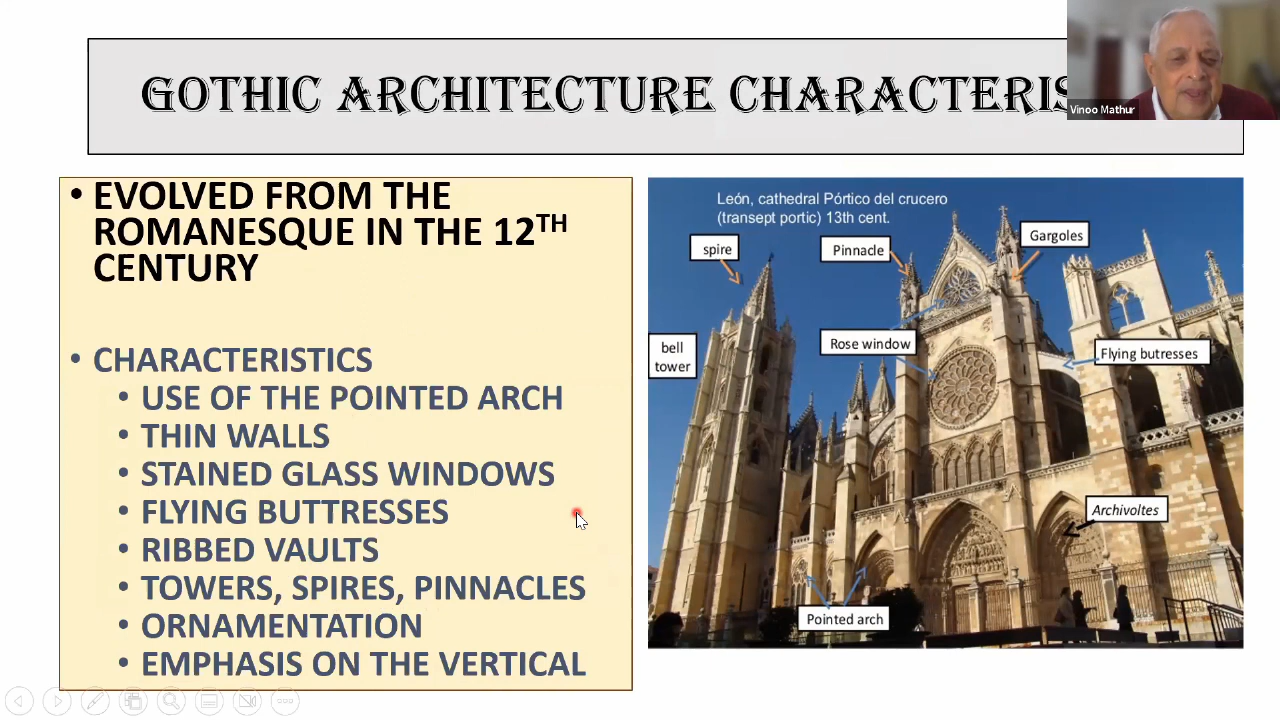 GOTHIC ARCHITECTURE CHARACTERIS
Vinoo Mathur
• EVOLVED FROM THE
ROMANESQUE IN THE 12TH
CENTURY
• CHARACTERISTICS
• USE OF THE POINTED ARCH
• THIN WALLS
• STAINED GLASS WINDOWS
• FLYING BUTTRESSES
• RIBBED VAULTS
• TOWERS, SPIRES, PINNACLES
• ORNAMENTATION
• EMPHASIS ON THE VERTICAL
León, cathedral Pórtico del crucero
(transept portic) 13th cent.
spire
Pinnacle
Gargoles
bell
tower
Rose window
Flying butresses
Archivoltes
Pointed arch